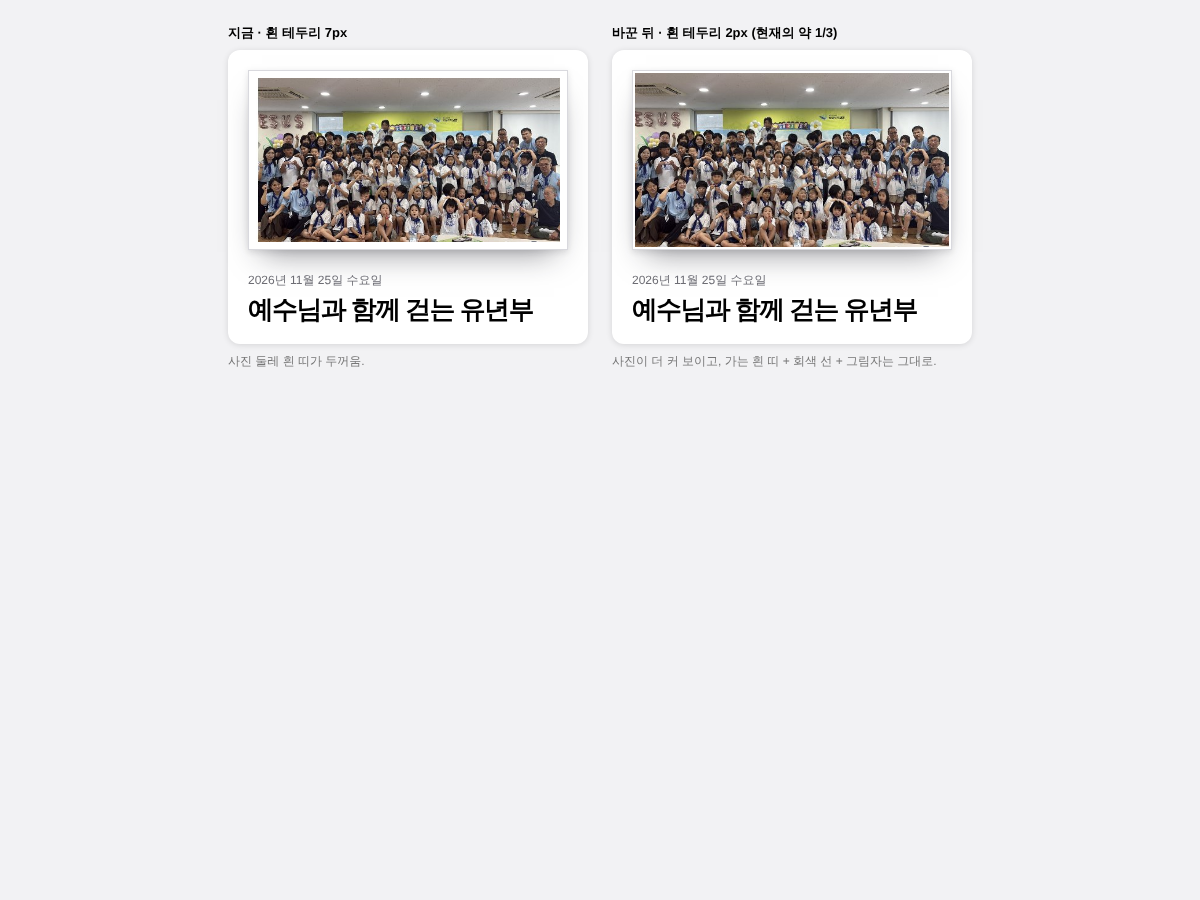 지금 · 흰 테두리 7px
ESUS
2026년 11월 25일 수요일
예수님과 함께 걷는 유년부
사진 둘레 흰 띠가 두꺼움.
바꾼 뒤 · 흰 테두리 2px (현재의 약 1/3)
ESUS
2026년 11월 25일 수요일
예수님과 함께 걷는 유년부
사진이 더 커 보이고, 가는 흰 띠 + 회색 선 + 그림자는 그대로.